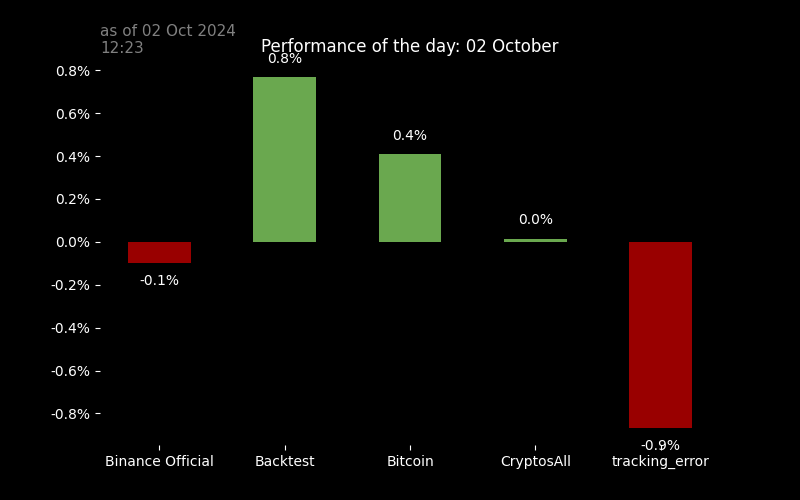 as of 02 Oct 2024
12:23
Performance of the day: 02 October
0.8%
0.8%
0.6%
0.4%
0.4%
0.2%
0.0%
0.0%
-0.1%
-0.2%
-0.4%
-0.6%
-0.8%
-0.9%
Binance Official
Backtest
Bitcoin
CryptosAll
tracking_error